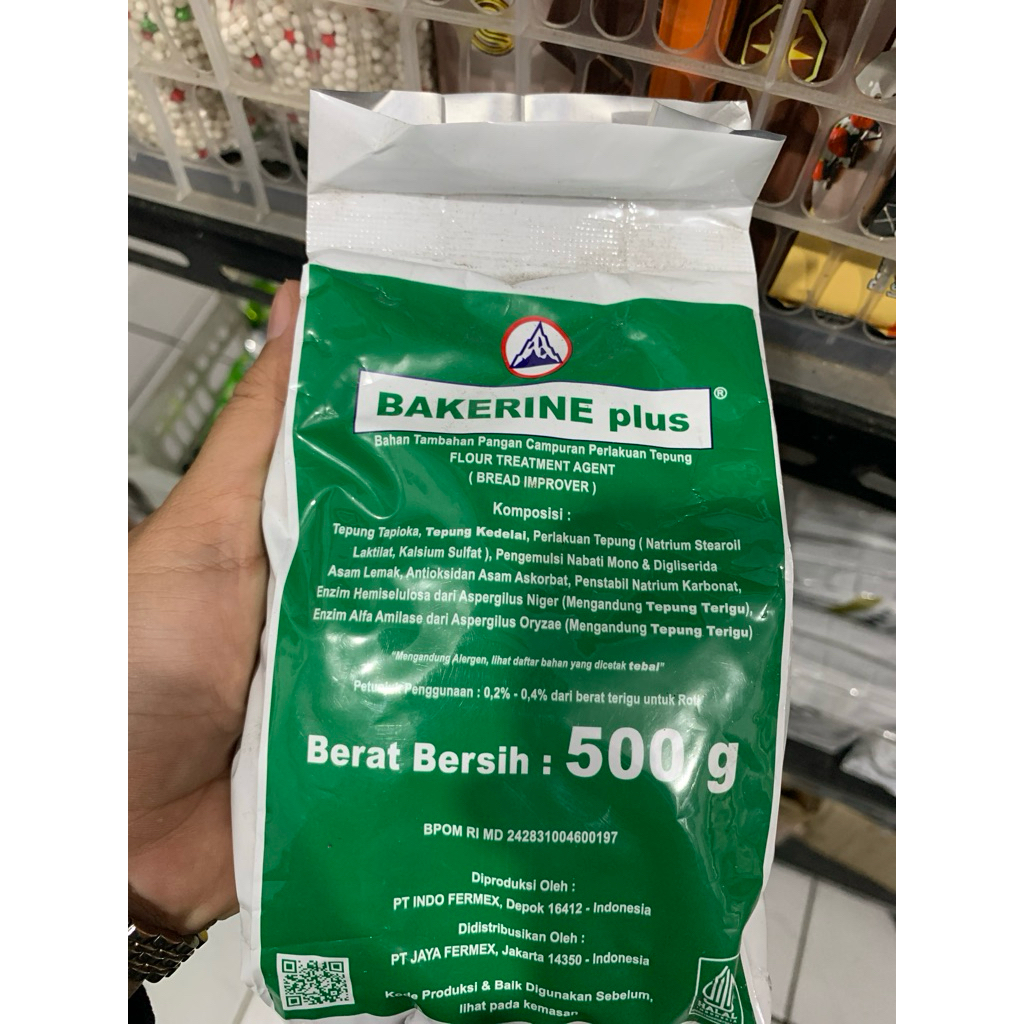 BAKERINE plus ®
Bahan Tambahan Pangan Campuran Perlakuan Tepung
FLOUR TREATMENT AGENT
( BREAD IMPROVER )
Komposisi :
Tepung Tapioka, Tepung Kedelai, Perlakuan Tepung ( Natrium Stearoil
Laktilat, Kalsium Sulfat ), Pengemulsi Nabati Mono & Digliserida
Asam Lemak, Antioksidan Asam Askorbat, Penstabil Natrium Karbonat,
Enzim Hemiselulosa dari Aspergilus Niger (Mengandung Tepung Terigu),
Enzim Alfa Amilase dari Aspergilus Oryzae (Mengandung Tepung Terigu)
"Mengandung Alergen, lihat daftar bahan yang dicetak tebal"
Petunjuk Penggunaan : 0,2% - 0,4% dari berat terigu untuk Roti
Berat Bersih : 500 g
BPOM RI MD 242831004600197
Diproduksi Oleh :
PT INDO FERMEX, Depok 16412 - Indonesia
Didistribusikan Oleh :
PT JAYA FERMEX, Jakarta 14350 - Indonesia
Kode Produksi & Baik Digunakan Sebelum,
lihat pada kemasan
HALAL